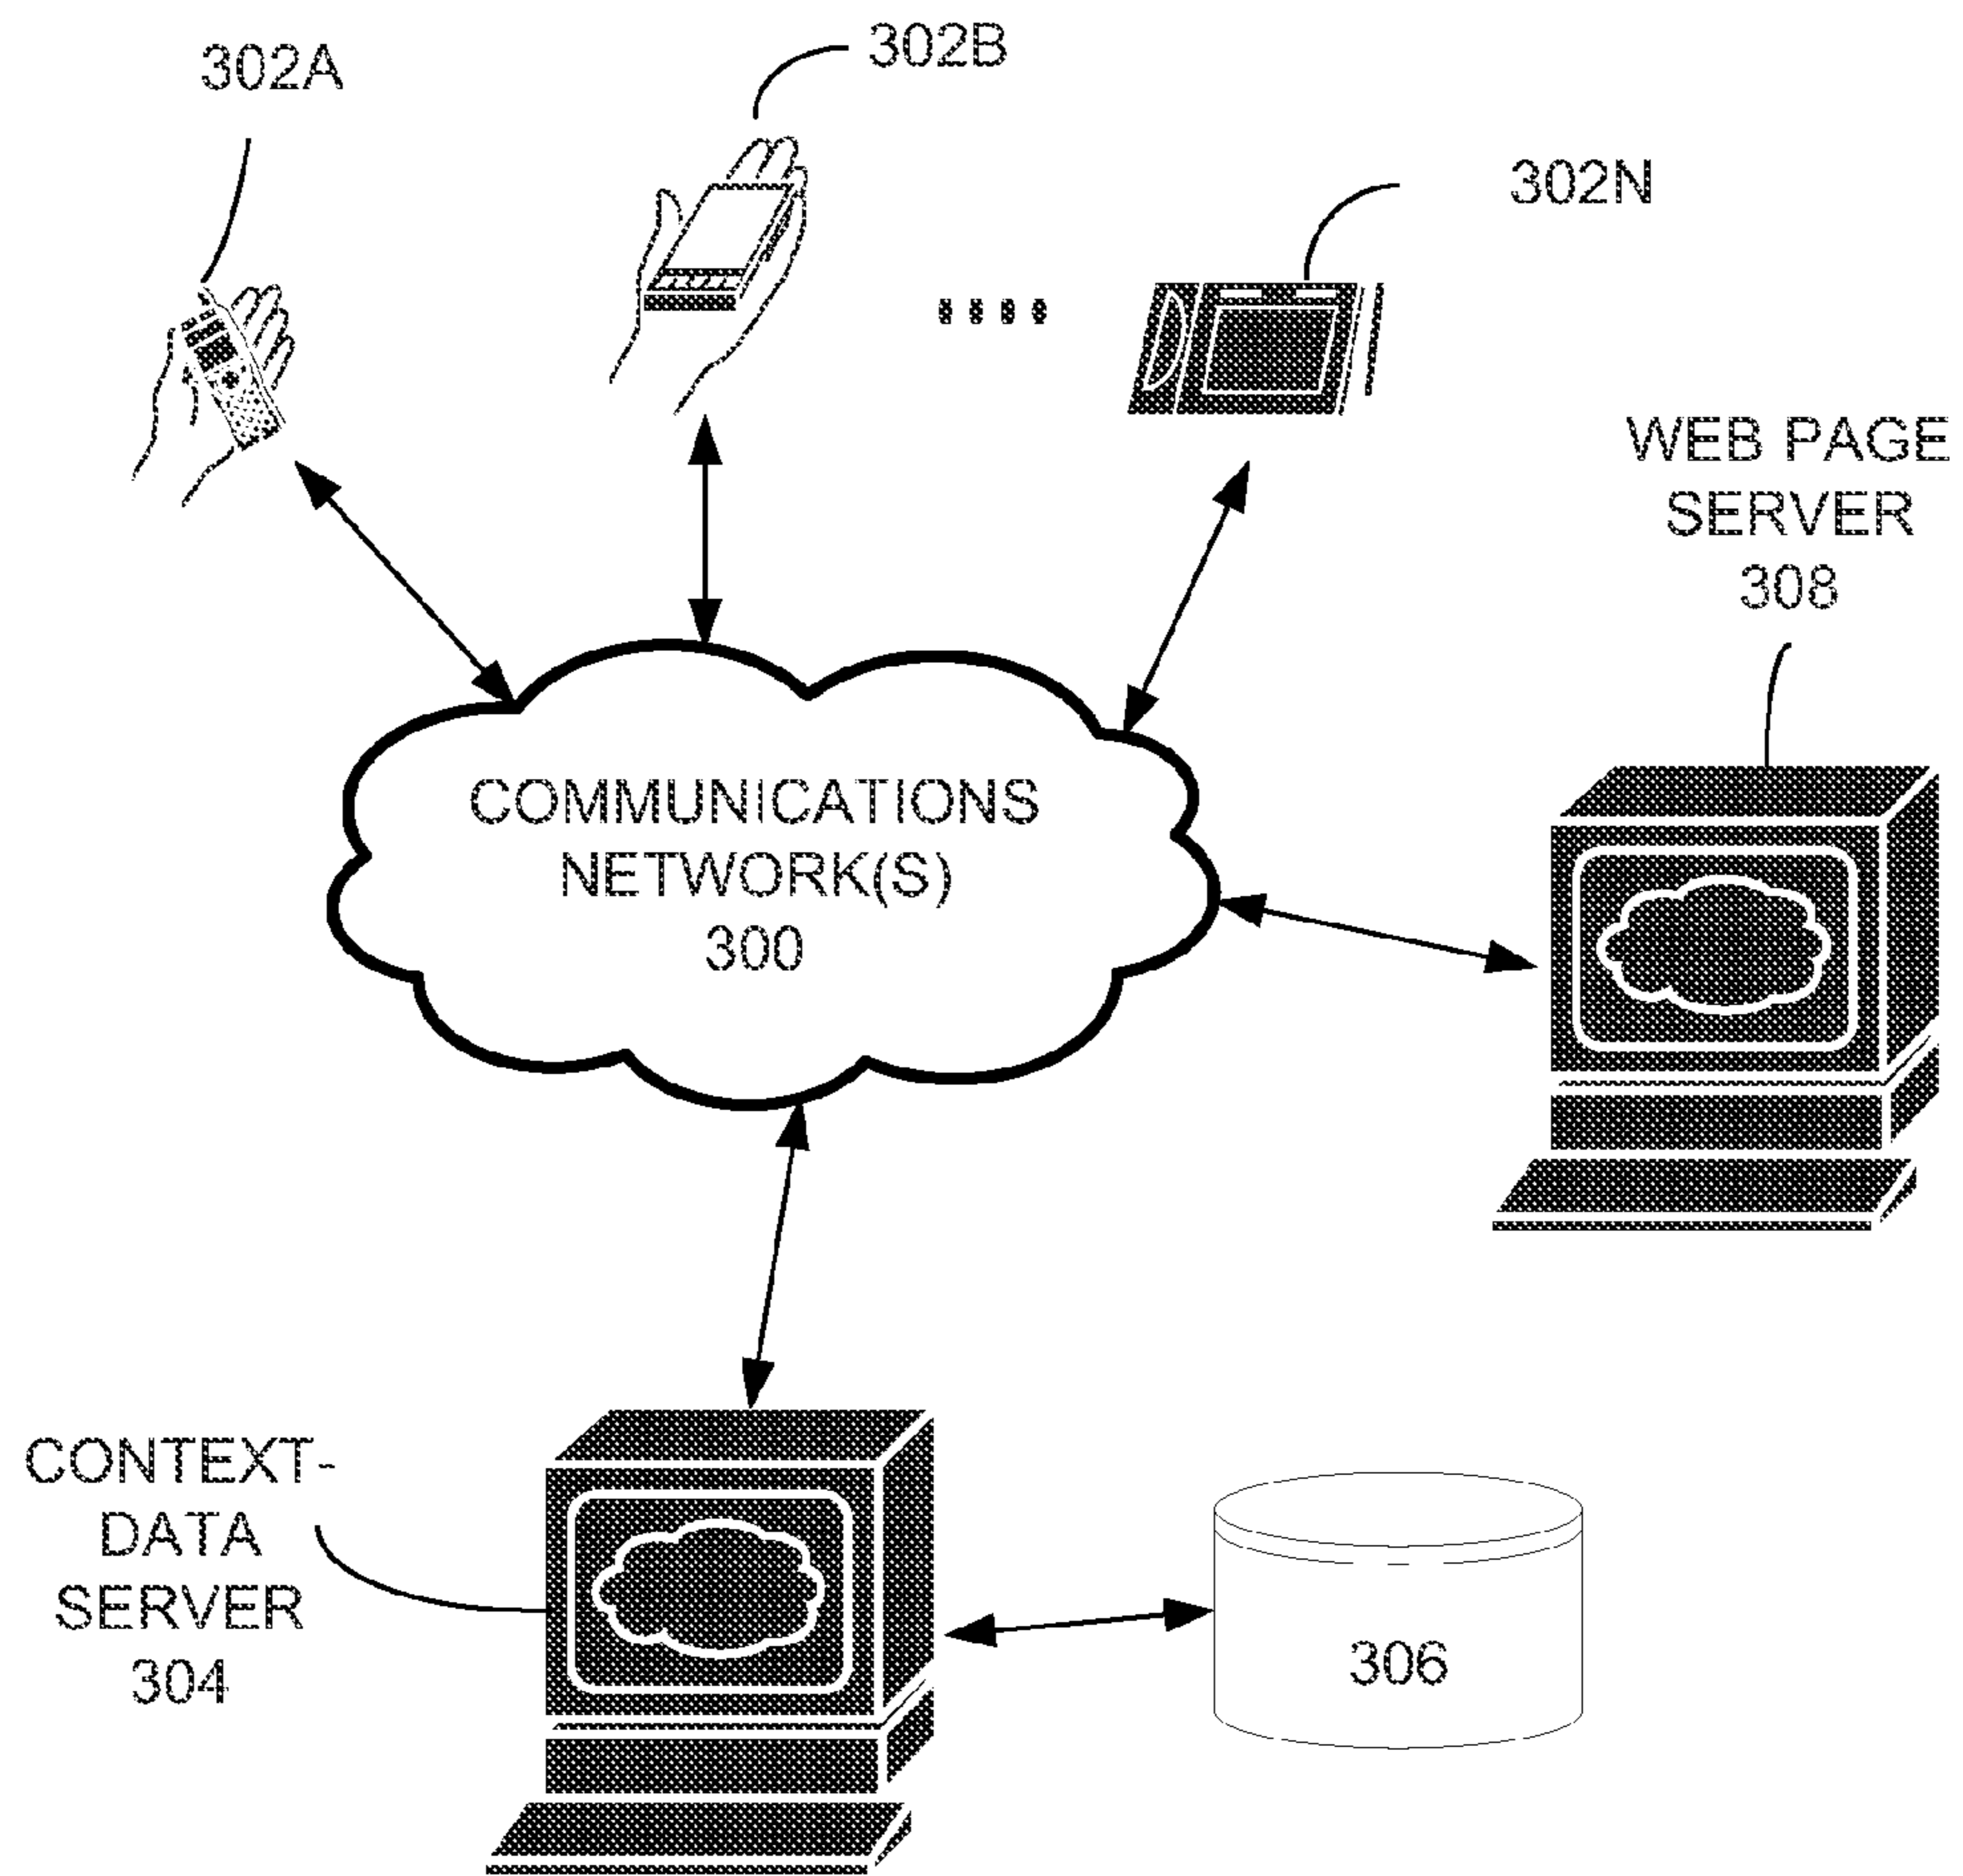 302A
302B
302N
WEB PAGE
SERVER
308
COMMUNICATIONS
NETWORK(S)
300
CONTEXT-
DATA
SERVER
304
306